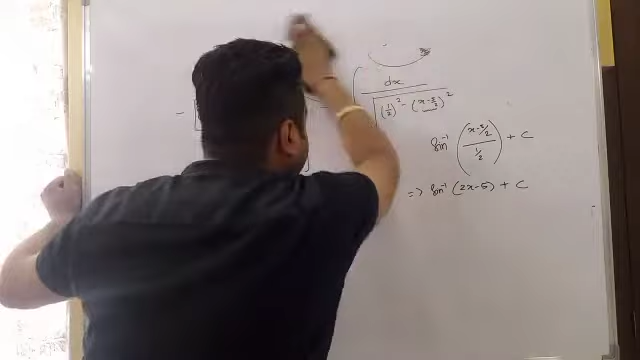 dx
√((1/2)² - (x-5/2)²)
sin⁻¹ ((x-5/2)/(1/2)) + C
=> sin⁻¹ (2x-5) + C